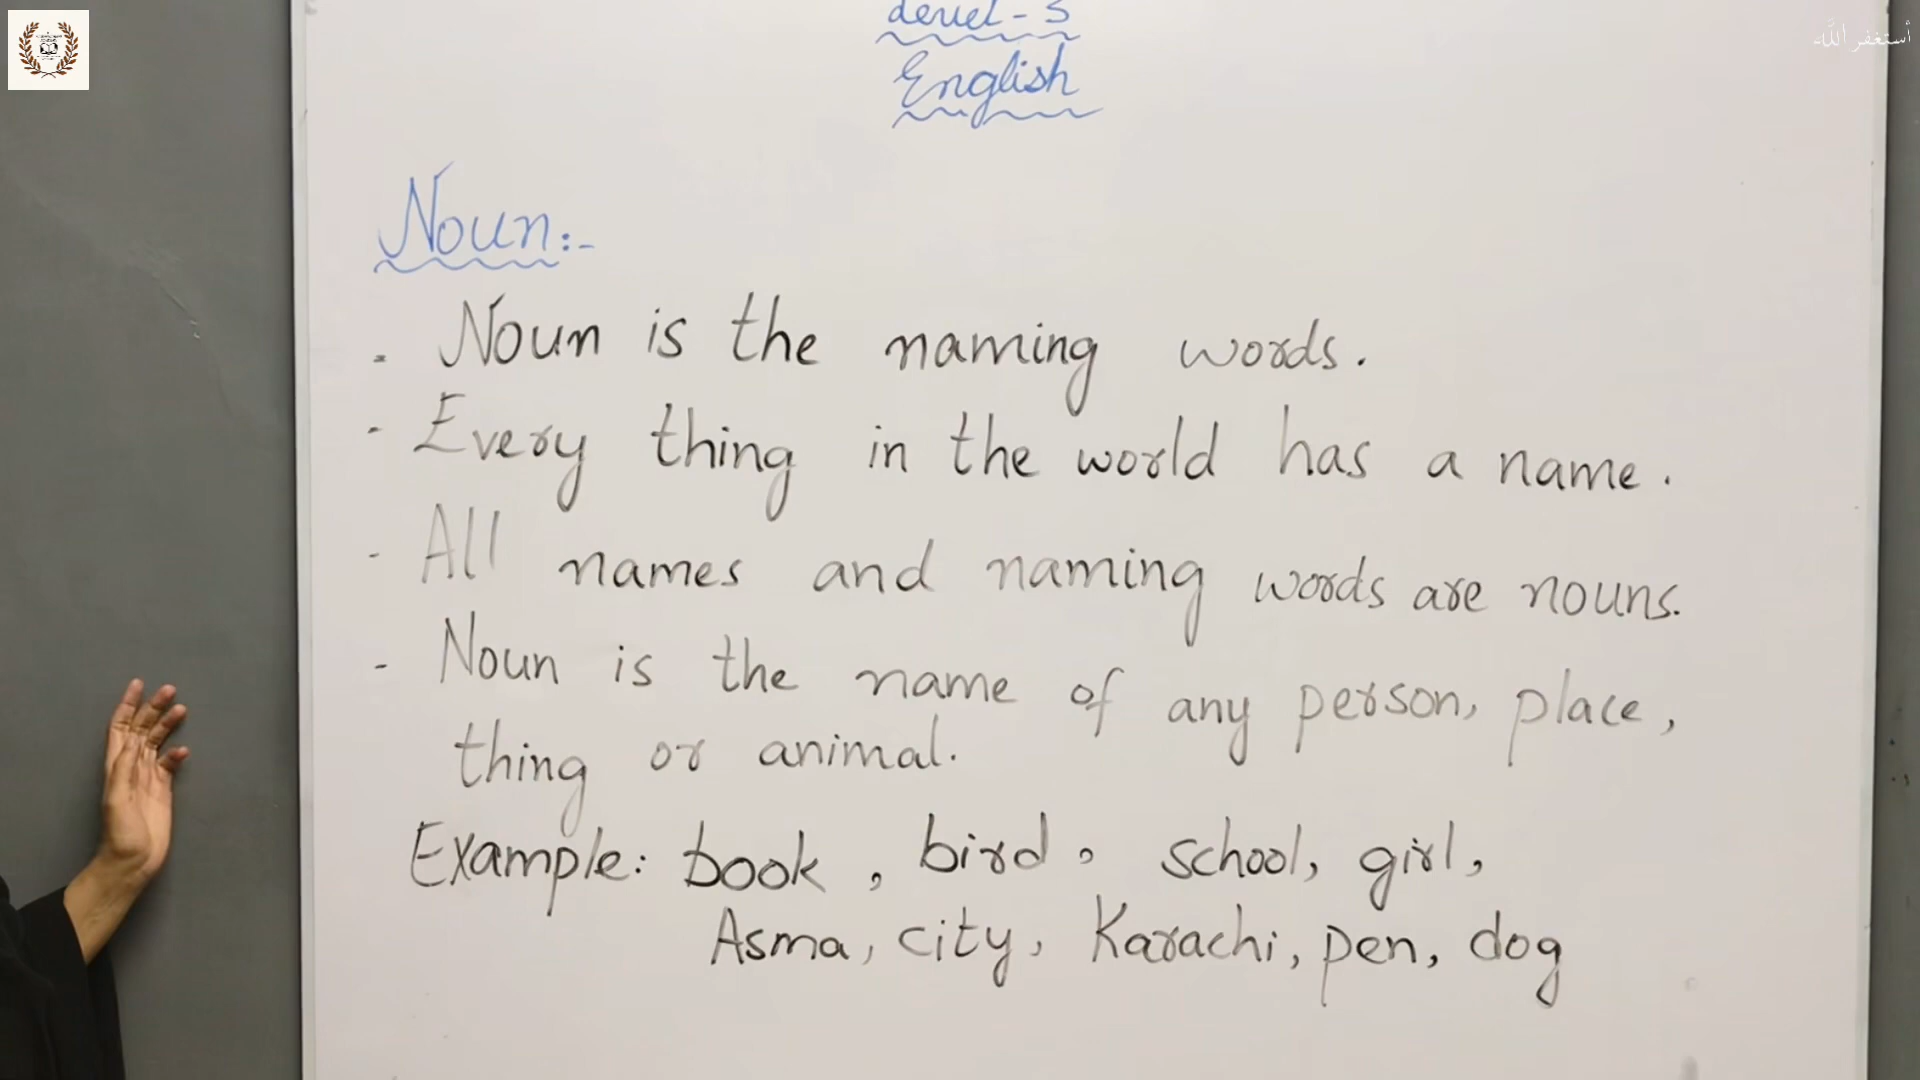 Level - 3
English
Noun:-
- Noun is the naming words.
- Every thing in the world has a name.
- All names and naming words are nouns.
- Noun is the name of any person, place,
thing or animal.
Example: book, bird, school, girl,
Asma, city, Karachi, pen, dog
أستغفر اللَّه